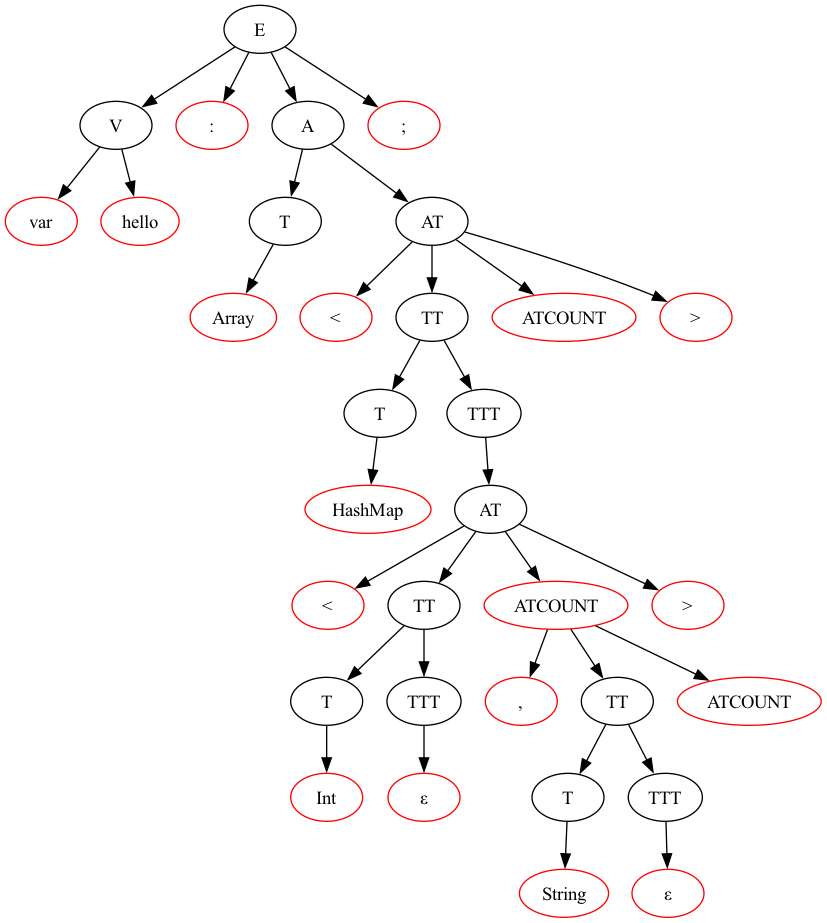 E
V : A ;
var hello T AT
Array < TT ATCOUNT >
T TTT
HashMap AT
< TT ATCOUNT >
T TTT , TT ATCOUNT
Int ε T TTT
String ε